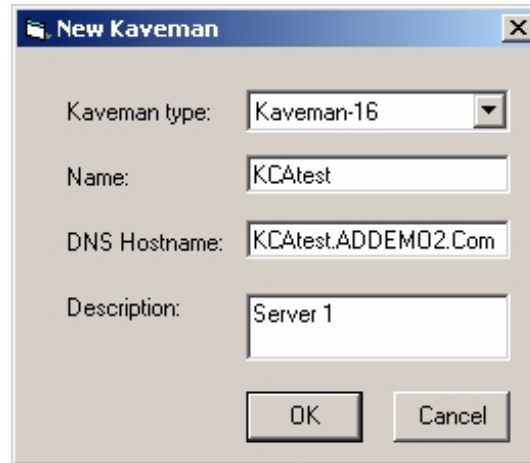 New Kaveman
Kaveman type: Kaveman-16
Name: KCAtest
DNS Hostname: KCAtest.ADDEMO2.Com
Description: Server 1
OK Cancel